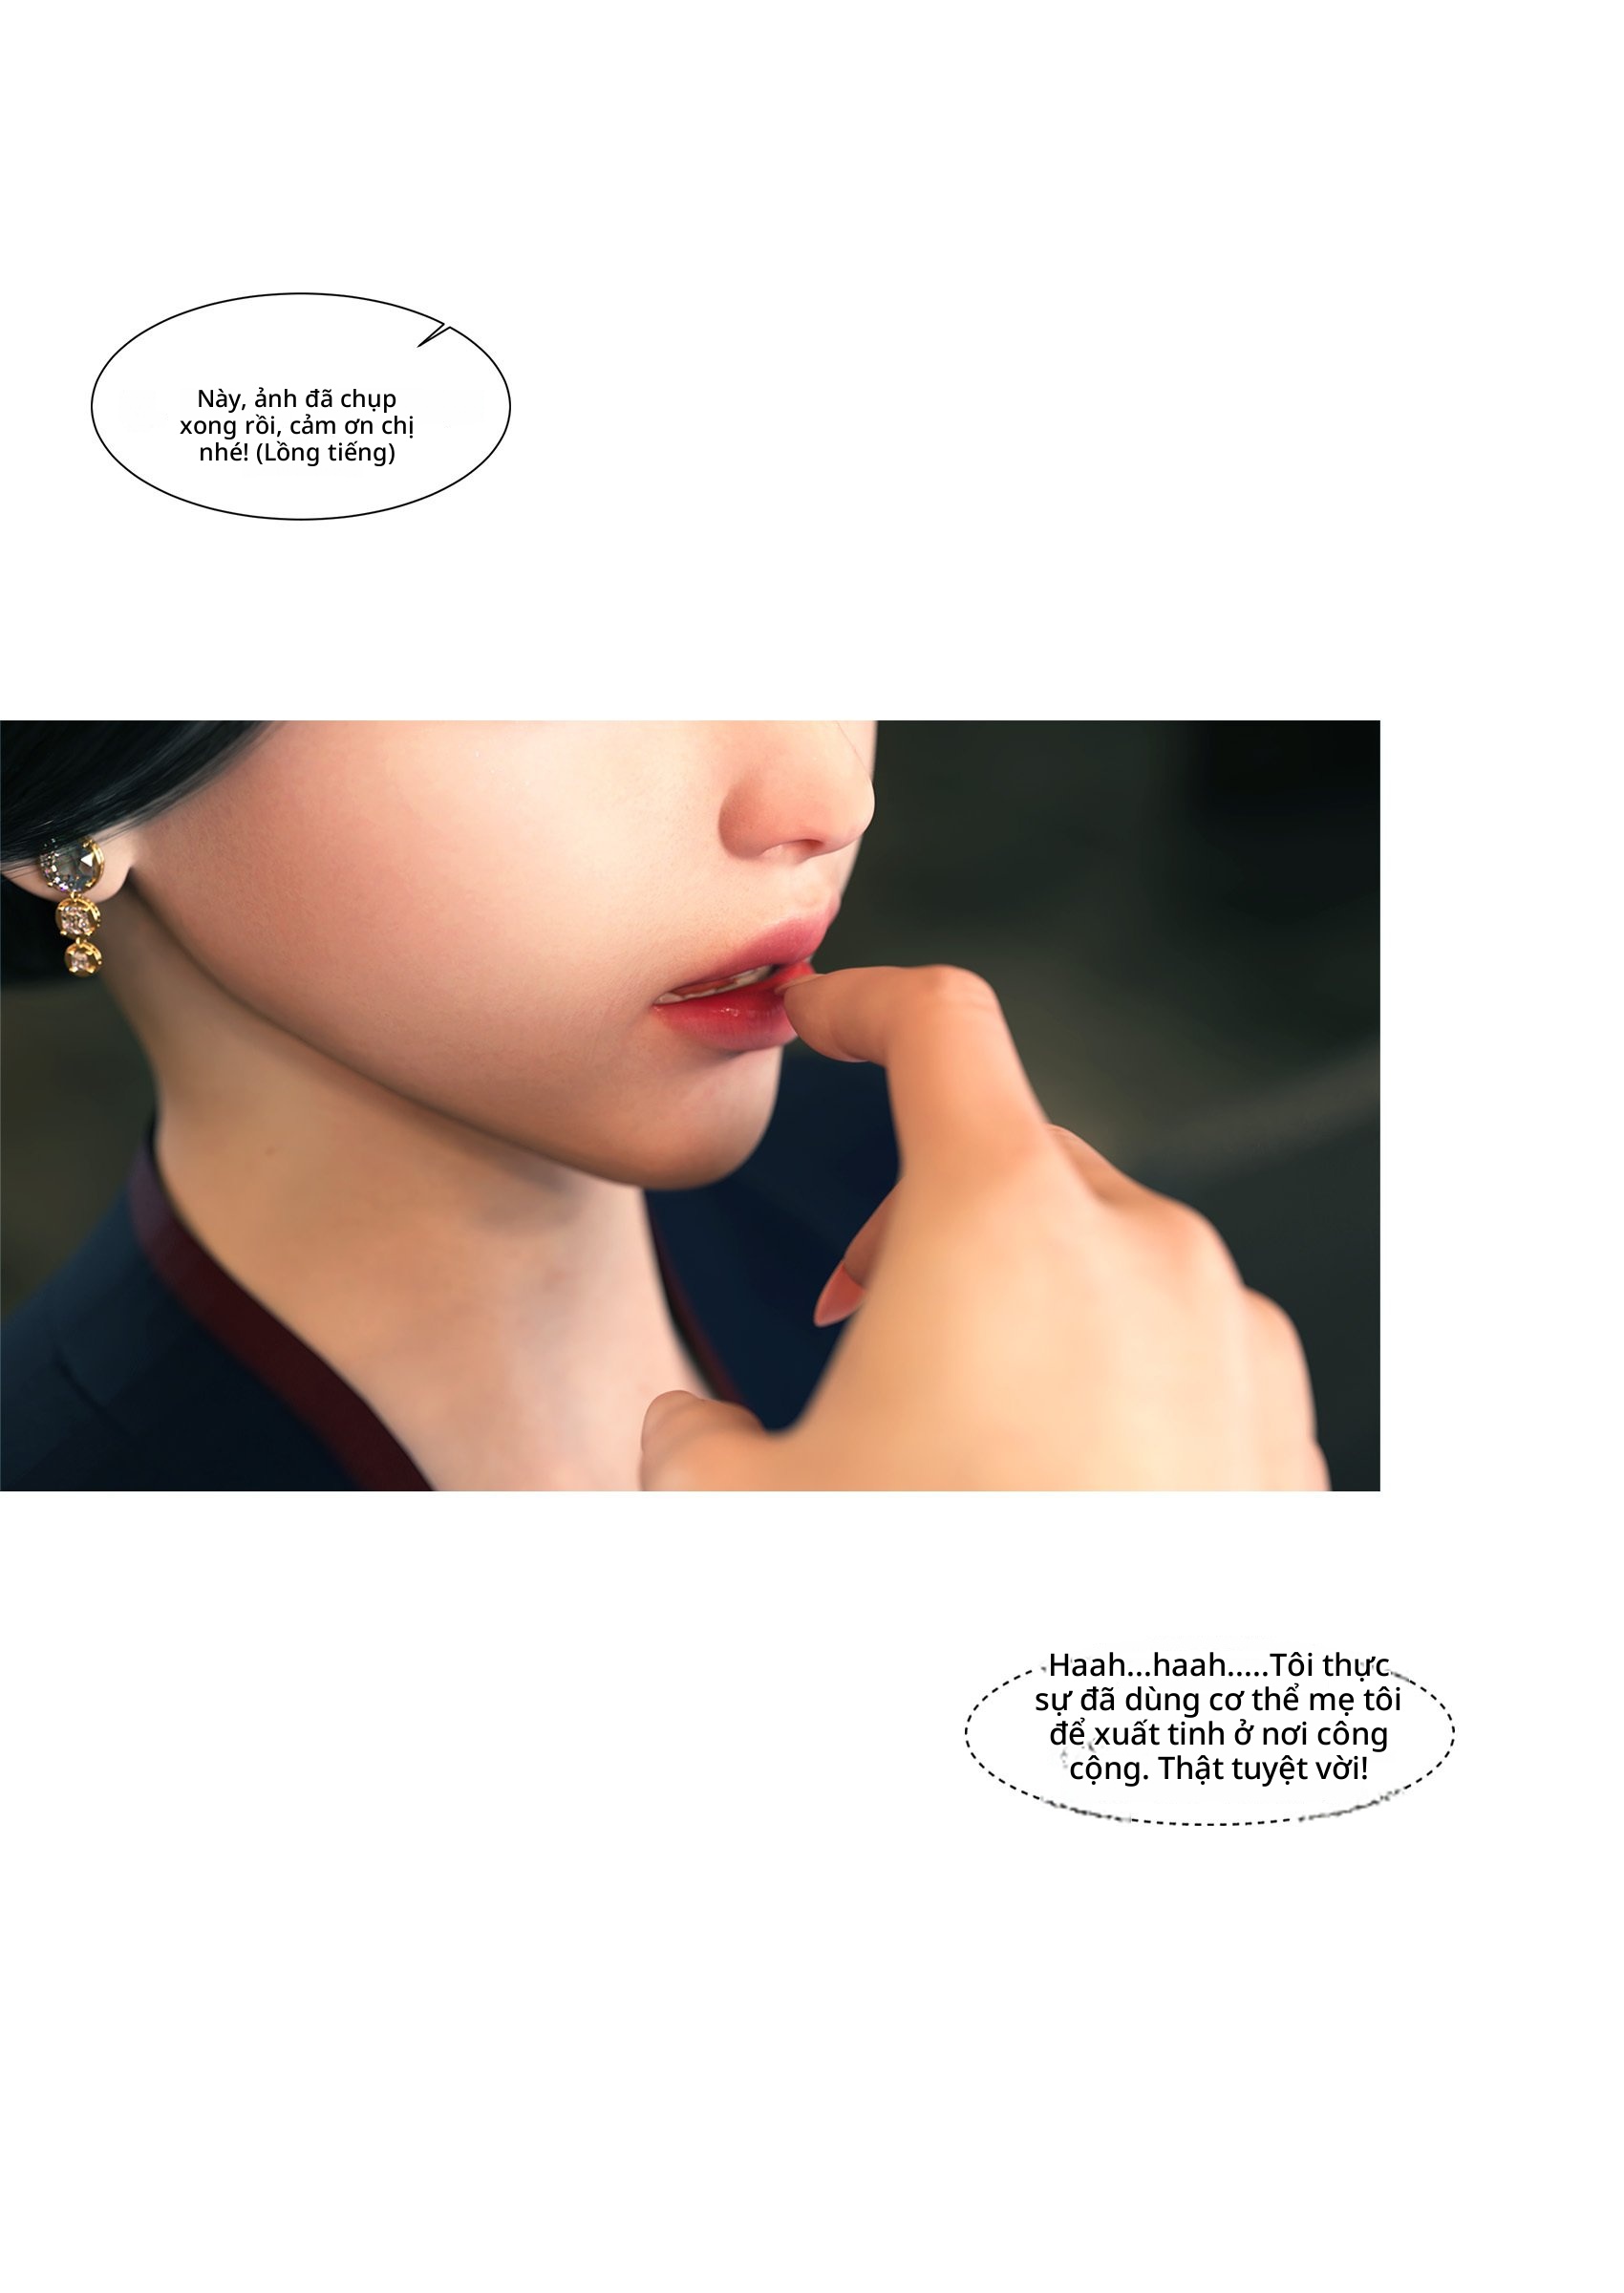 Này, ảnh đã chụp
xong rồi, cảm ơn chị
nhé! (Lồng tiếng)
Haah...haah.....Tôi thực
sự đã dùng cơ thể mẹ tôi
để xuất tinh ở nơi công
cộng. Thật tuyệt vời!